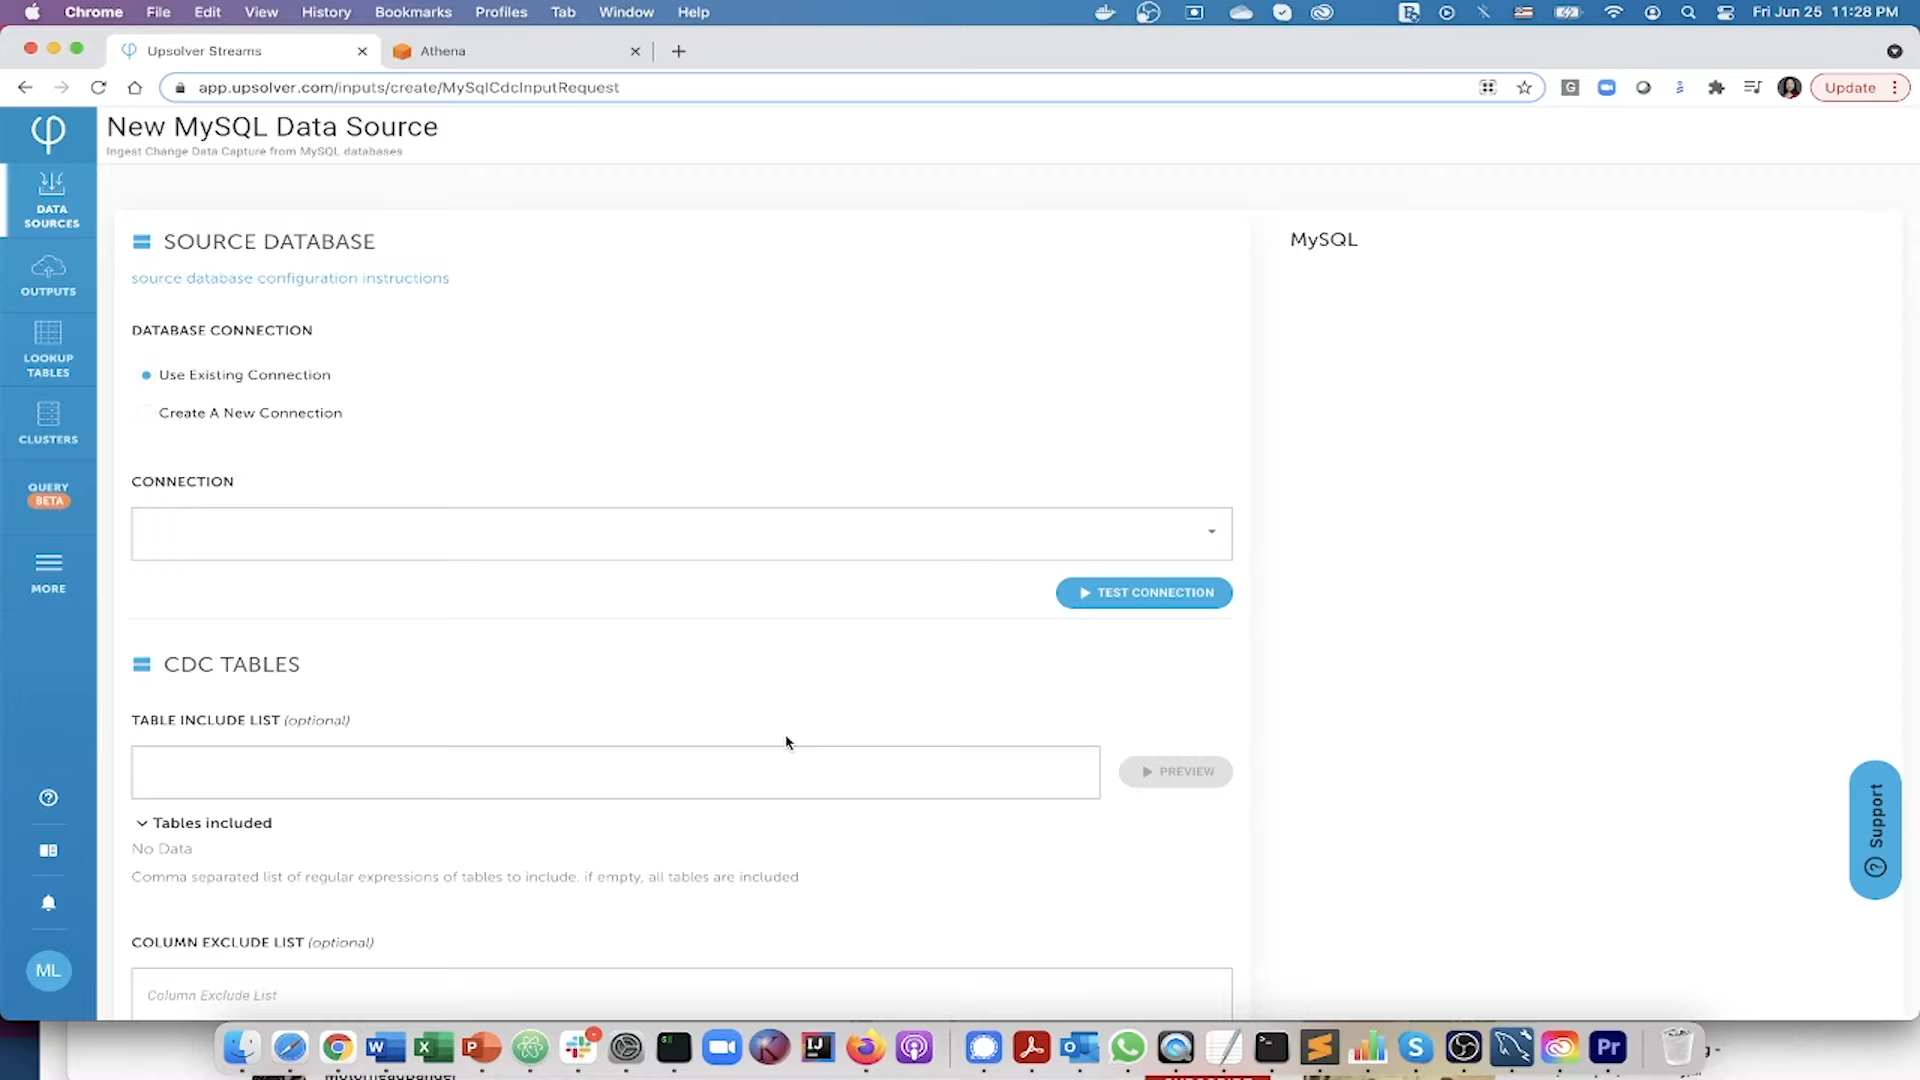 Chrome File Edit View History Bookmarks Profiles Tab Window Help Fri Jun 25 11:28 PM
Upsolver Streams Athena
app.upsolver.com/inputs/create/MySqlCdcInputRequest Update
New MySQL Data Source
Ingest Change Data Capture from MySQL databases
DATA
SOURCES
OUTPUTS
LOOKUP
TABLES
CLUSTERS
QUERY
BETA
MORE
ML
SOURCE DATABASE
source database configuration instructions
DATABASE CONNECTION
Use Existing Connection
Create A New Connection
CONNECTION
TEST CONNECTION
CDC TABLES
TABLE INCLUDE LIST (optional)
PREVIEW
Tables included
No Data
Comma separated list of regular expressions of tables to include. if empty, all tables are included
COLUMN EXCLUDE LIST (optional)
Column Exclude List
MySQL
Support